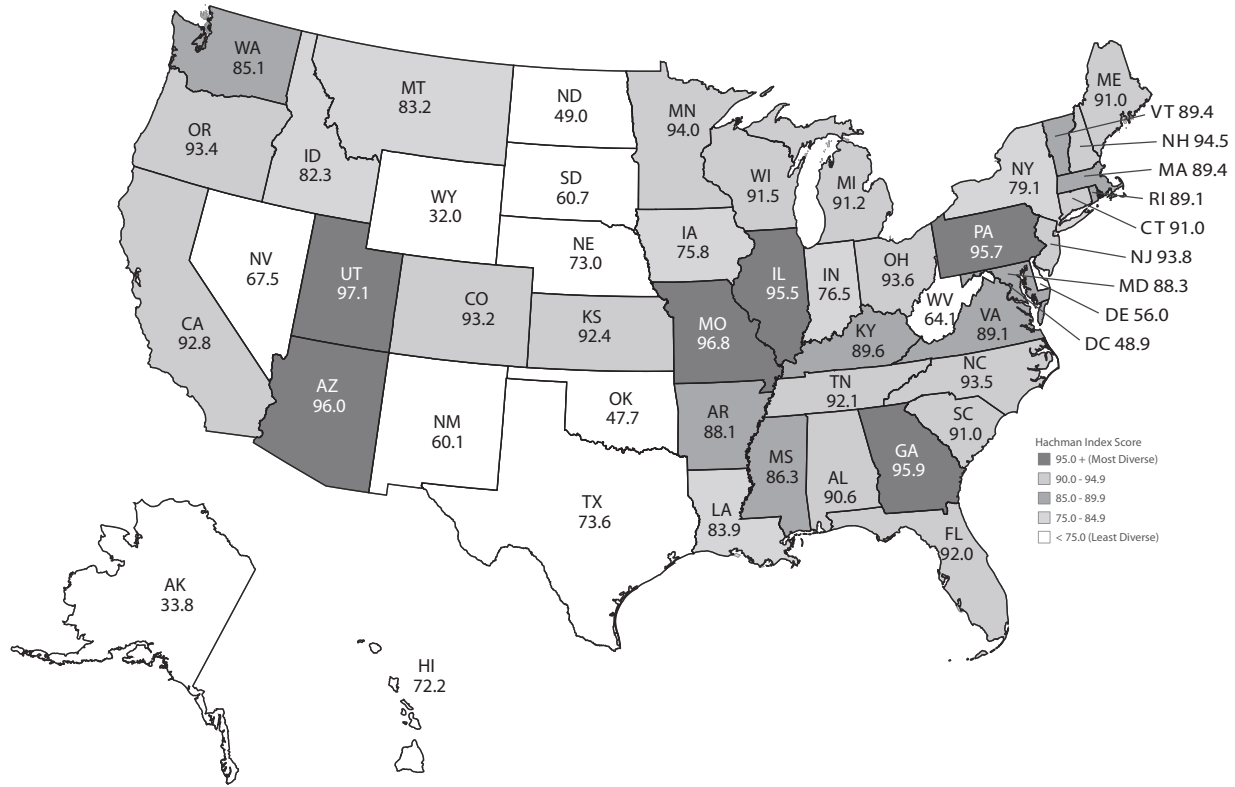 WA
85.1
MT
83.2
ND
49.0
MN
94.0
ME
91.0
VT 89.4
NH 94.5
MA 89.4
RI 89.1
CT 91.0
NJ 93.8
MD 88.3
DE 56.0
DC 48.9
OR
93.4
ID
82.3
WY
32.0
SD
60.7
WI
91.5
MI
91.2
NY
79.1
NV
67.5
UT
97.1
CO
93.2
NE
73.0
IA
75.8
IL
95.5
IN
76.5
OH
93.6
PA
95.7
WV
64.1
VA
89.1
CA
92.8
KS
92.4
MO
96.8
KY
89.6
NC
93.5
TN
92.1
SC
91.0
AZ
96.0
NM
60.1
OK
47.7
AR
88.1
MS
86.3
AL
90.6
GA
95.9
TX
73.6
LA
83.9
FL
92.0
AK
33.8
HI
72.2
Hachman Index Score
95.0 + (Most Diverse)
90.0 - 94.9
85.0 - 89.9
75.0 - 84.9
< 75.0 (Least Diverse)